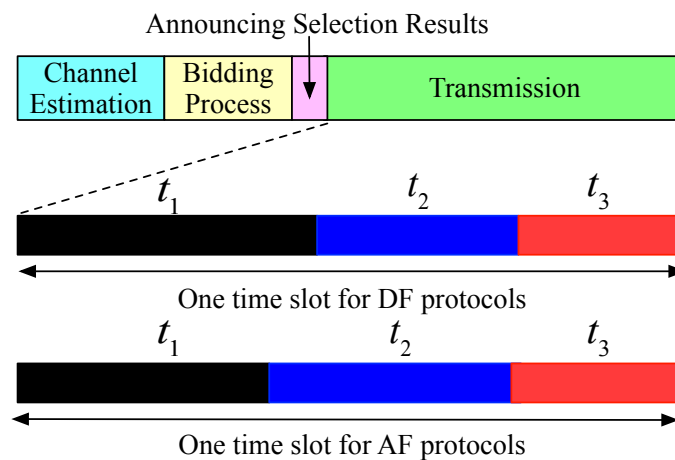 Announcing Selection Results
Channel Estimation
Bidding Process
Transmission
t₁ t₂ t₃
One time slot for DF protocols
t₁ t₂ t₃
One time slot for AF protocols